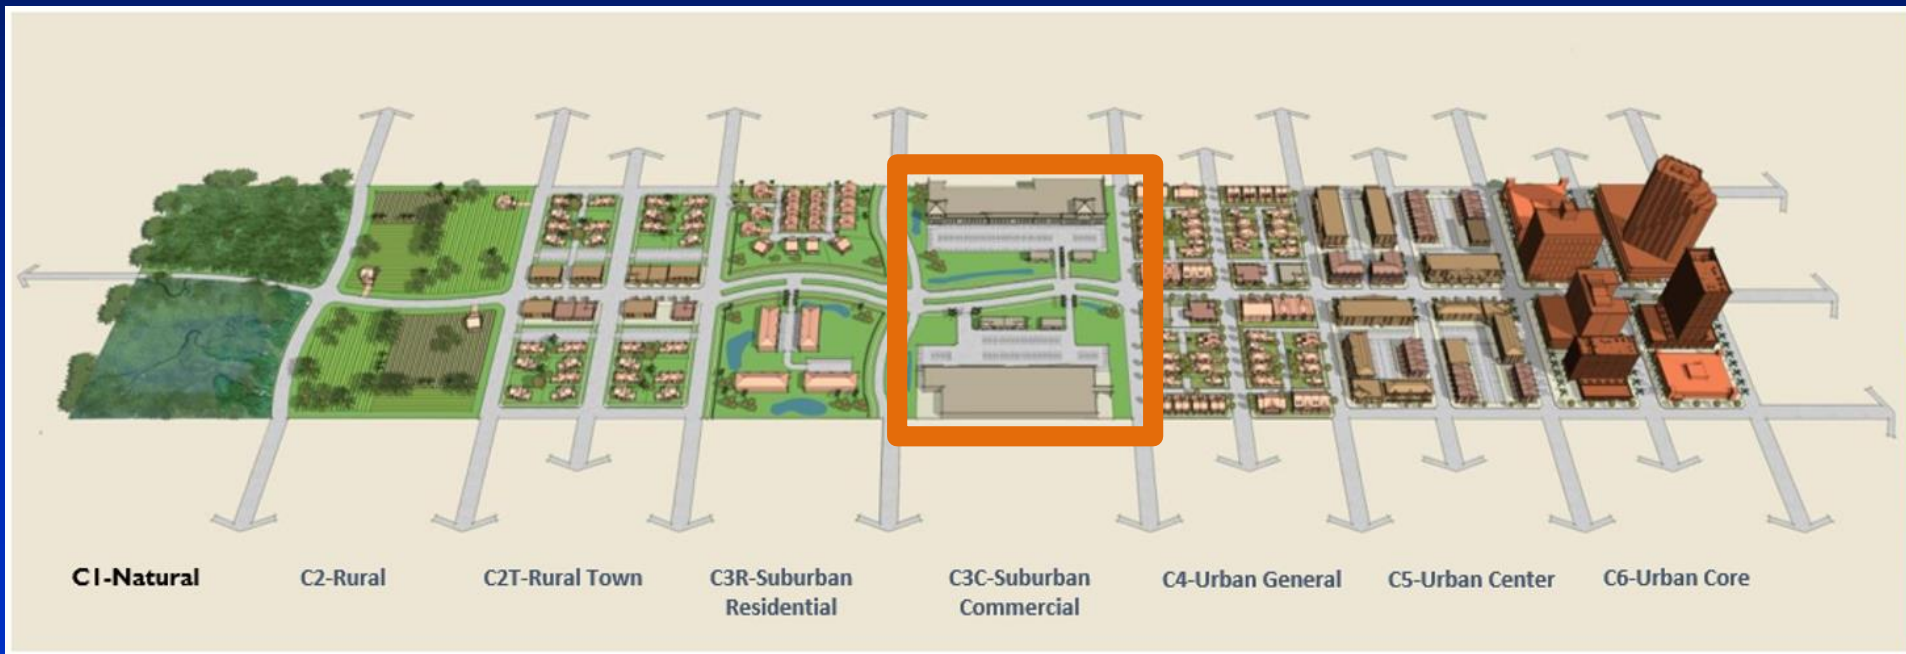 C1-Natural
C2-Rural
C2T-Rural Town
C3R-Suburban
Residential
C3C-Suburban
Commercial
C4-Urban General
C5-Urban Center
C6-Urban Core